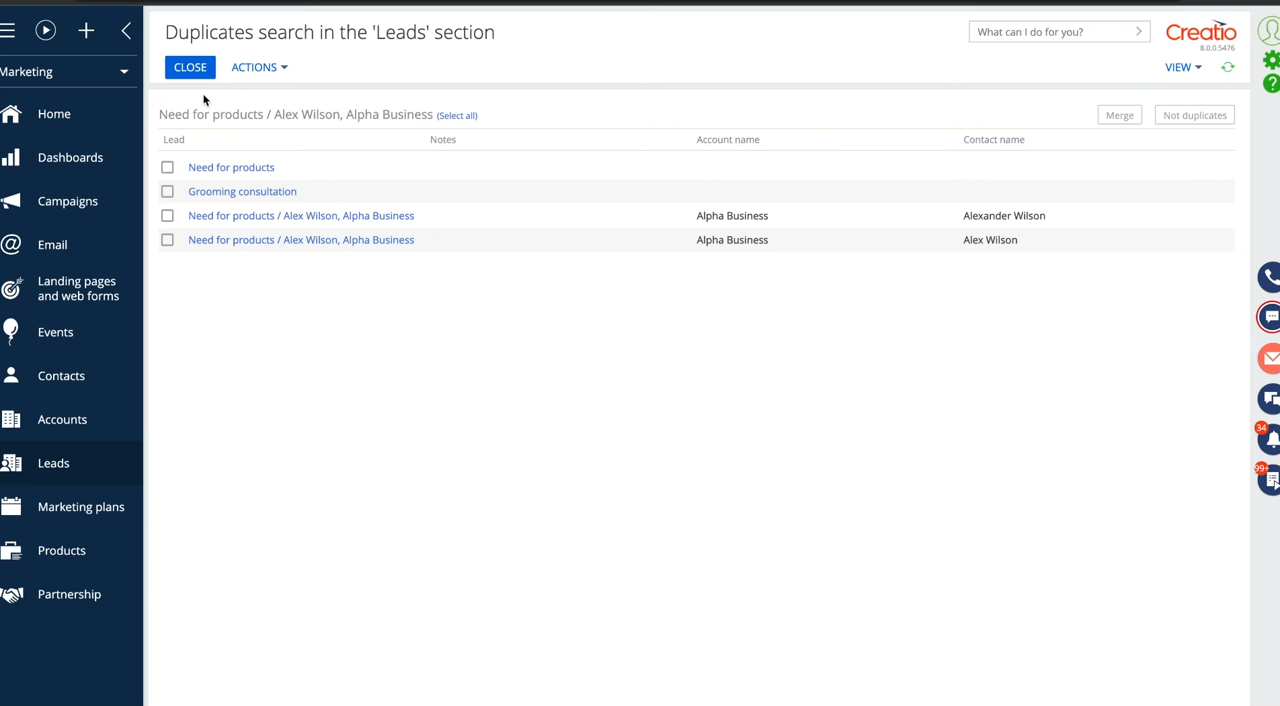 Duplicates search in the 'Leads' section
What can I do for you?
Creatio
8.0.0.5476
CLOSE
ACTIONS
VIEW
Marketing
Home
Dashboards
Campaigns
Email
Landing pages
and web forms
Events
Contacts
Accounts
Leads
Marketing plans
Products
Partnership
Need for products / Alex Wilson, Alpha Business (Select all)
Merge
Not duplicates
Lead Notes Account name Contact name
Need for products
Grooming consultation
Need for products / Alex Wilson, Alpha Business Alpha Business Alexander Wilson
Need for products / Alex Wilson, Alpha Business Alpha Business Alex Wilson
34
99+